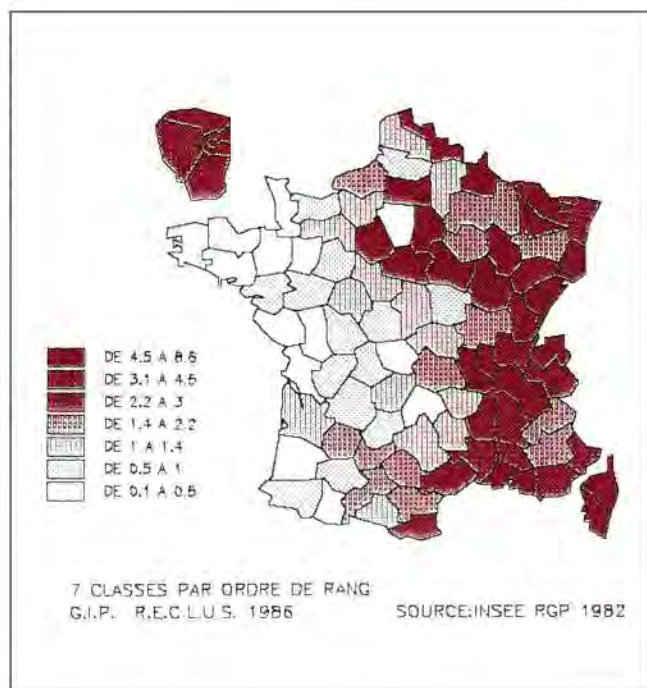 DE 4.5 A 8.6
DE 3.1 A 4.5
DE 2.2 A 3
DE 1.4 A 2.2
DE 1 A 1.4
DE 0.5 A 1
DE 0.1 A 0.5
7 CLASSES PAR ORDRE DE RANG
G.I.P. R.E.C.L.U.S. 1986
SOURCE:INSEE RGP 1982